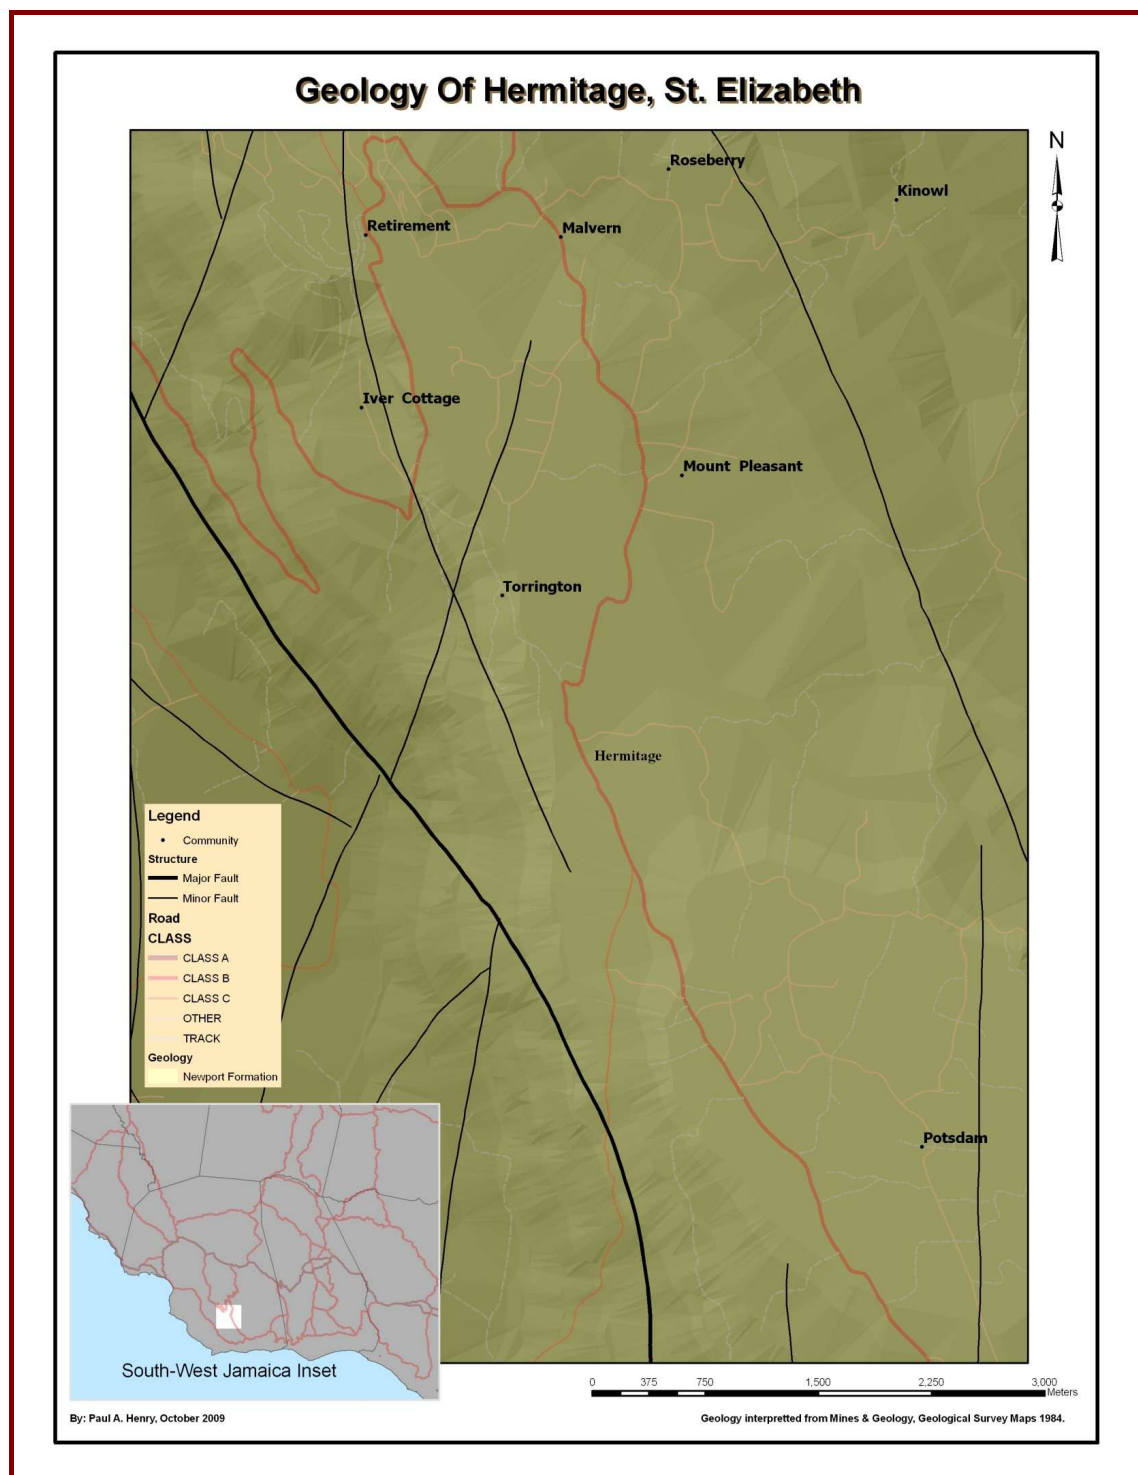 Geology Of Hermitage, St. Elizabeth
N
Roseberry
Kinowl
Retirement
Malvern
Iver Cottage
Mount Pleasant
Torrington
Hermitage
Legend
Community
Structure
Major Fault
Minor Fault
Road
CLASS
CLASS A
CLASS B
CLASS C
OTHER
TRACK
Geology
Newport Formation
Potsdam
South-West Jamaica Inset
0 375 750 1,500 2,250 3,000
Meters
By: Paul A. Henry, October 2009
Geology interpretted from Mines & Geology, Geological Survey Maps 1984.